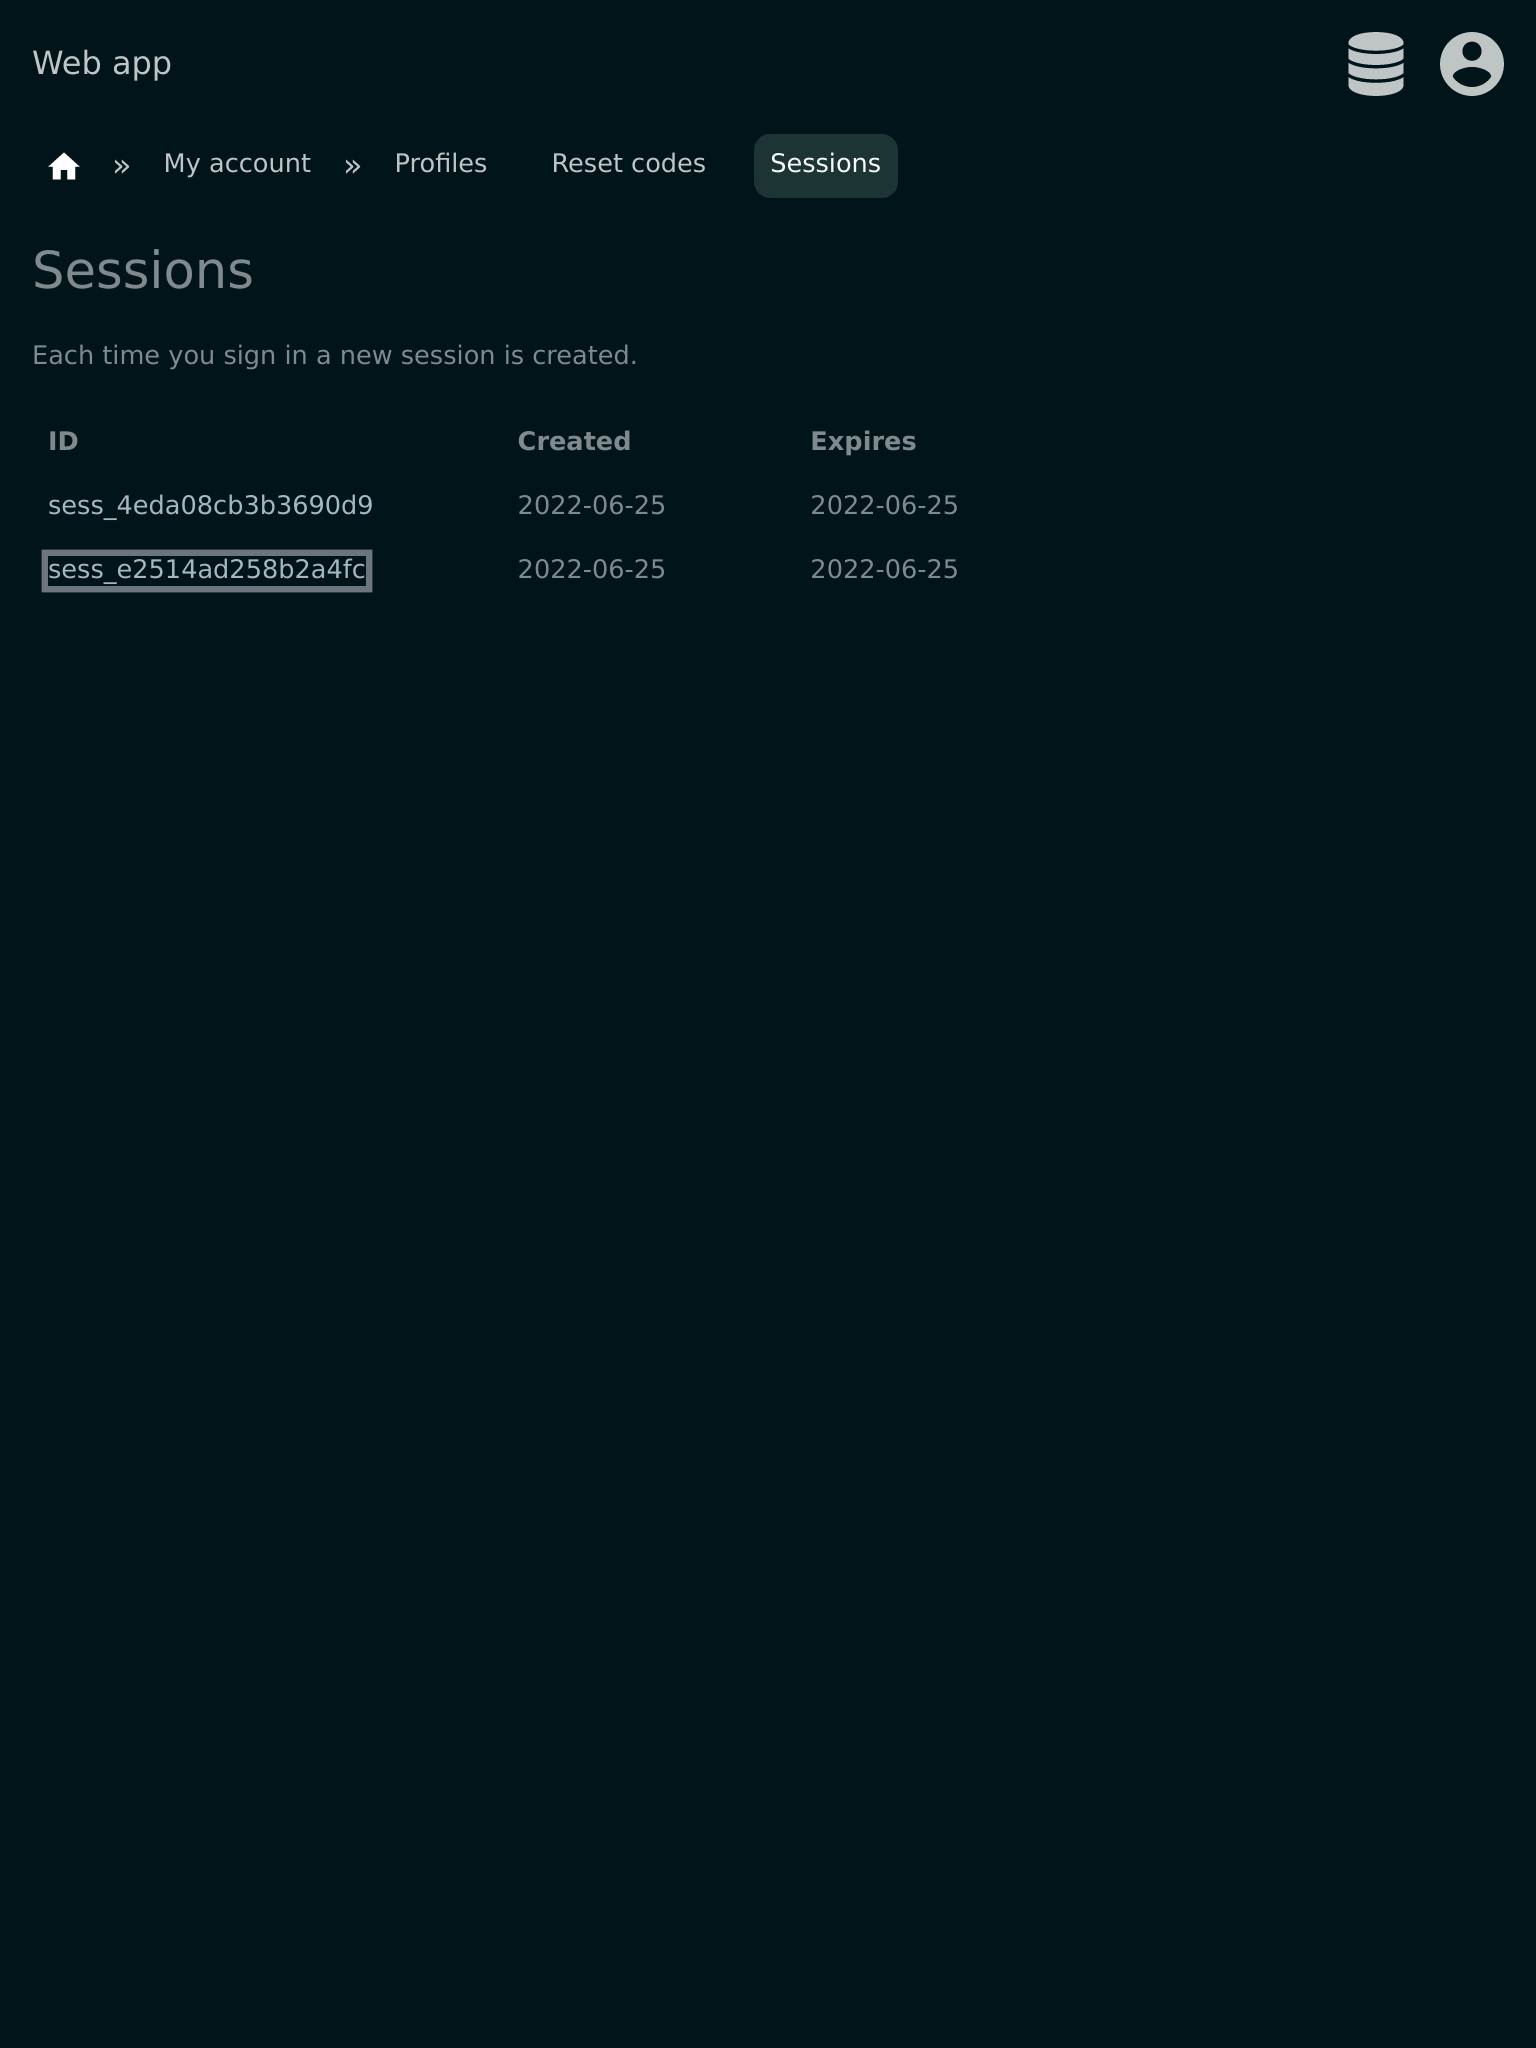 Web app
» My account » Profiles Reset codes Sessions
Sessions
Each time you sign in a new session is created.
ID Created Expires
sess_4eda08cb3b3690d9 2022-06-25 2022-06-25
sess_e2514ad258b2a4fc 2022-06-25 2022-06-25